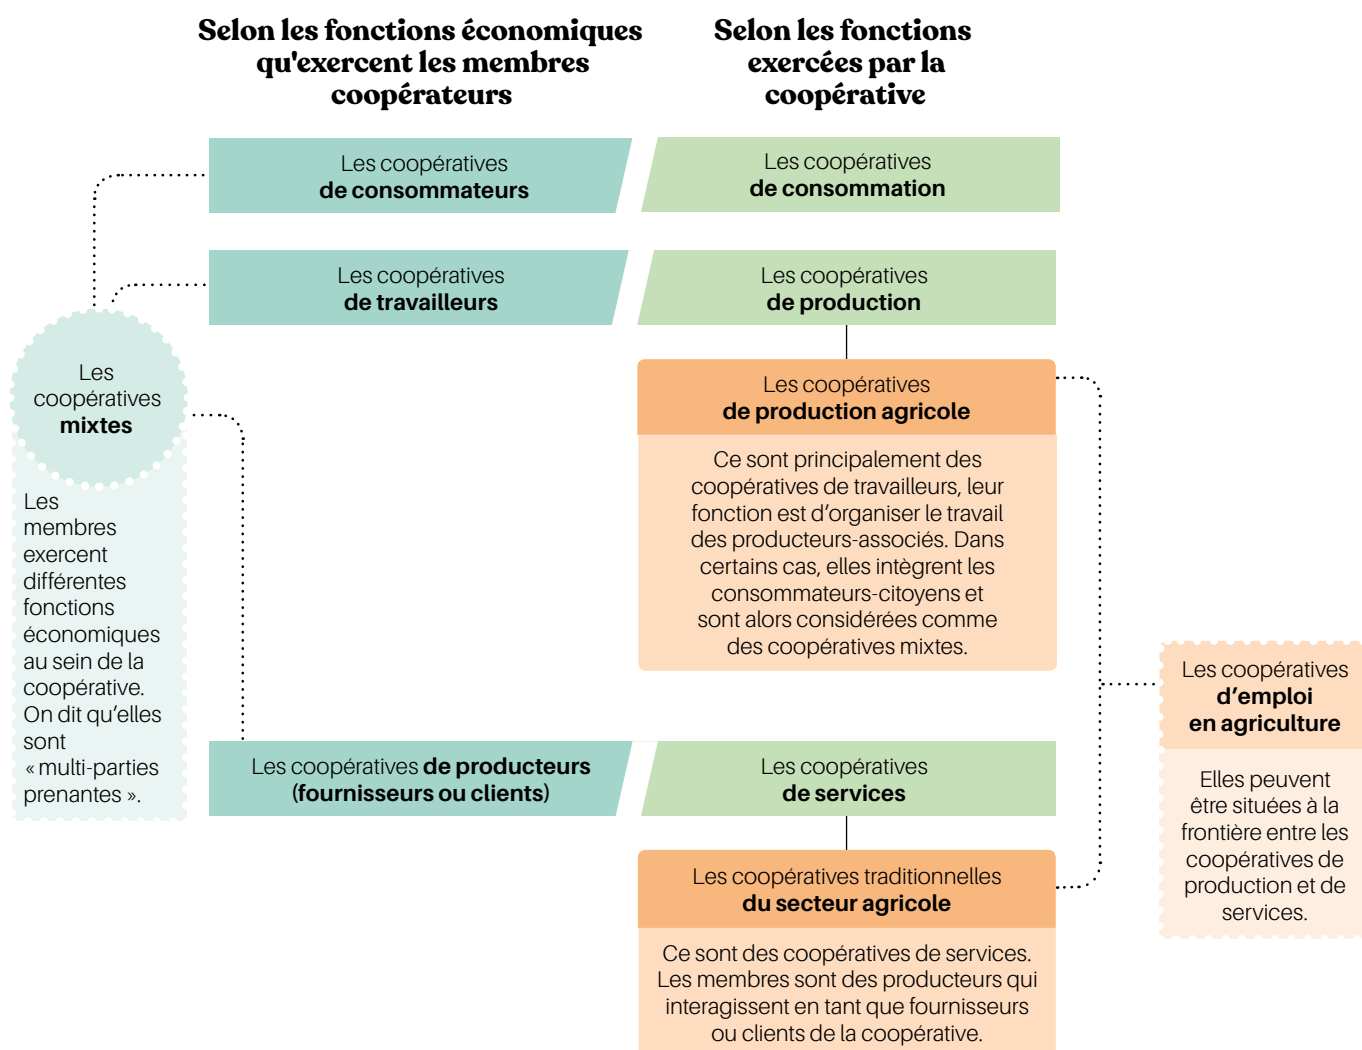 Selon les fonctions économiques
qu'exercent les membres
coopérateurs
Selon les fonctions
exercées par la
coopérative
Les coopératives
de consommateurs
Les coopératives
de consommation
Les coopératives
de travailleurs
Les coopératives
de production
Les
coopératives
mixtes
Les
membres
exercent
différentes
fonctions
économiques
au sein de la
coopérative.
On dit qu’elles
sont
« multi-parties
prenantes ».
Les coopératives
de production agricole
Ce sont principalement des
coopératives de travailleurs, leur
fonction est d’organiser le travail
des producteurs-associés. Dans
certains cas, elles intègrent les
consommateurs-citoyens et
sont alors considérées comme
des coopératives mixtes.
Les coopératives de producteurs
(fournisseurs ou clients)
Les coopératives
de services
Les coopératives traditionnelles
du secteur agricole
Ce sont des coopératives de services.
Les membres sont des producteurs qui
interagissent en tant que fournisseurs
ou clients de la coopérative.
Les coopératives
d’emploi
en agriculture
Elles peuvent
être situées à la
frontière entre les
coopératives de
production et de
services.